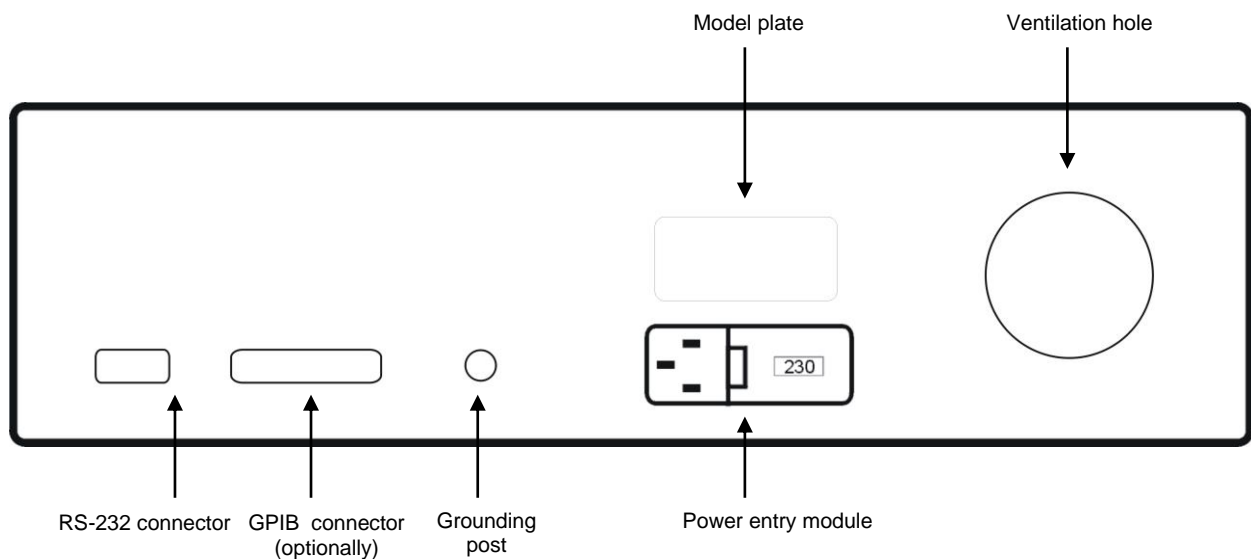 Model plate
Ventilation hole
230
RS-232 connector
GPIB connector
(optionally)
Grounding
post
Power entry module